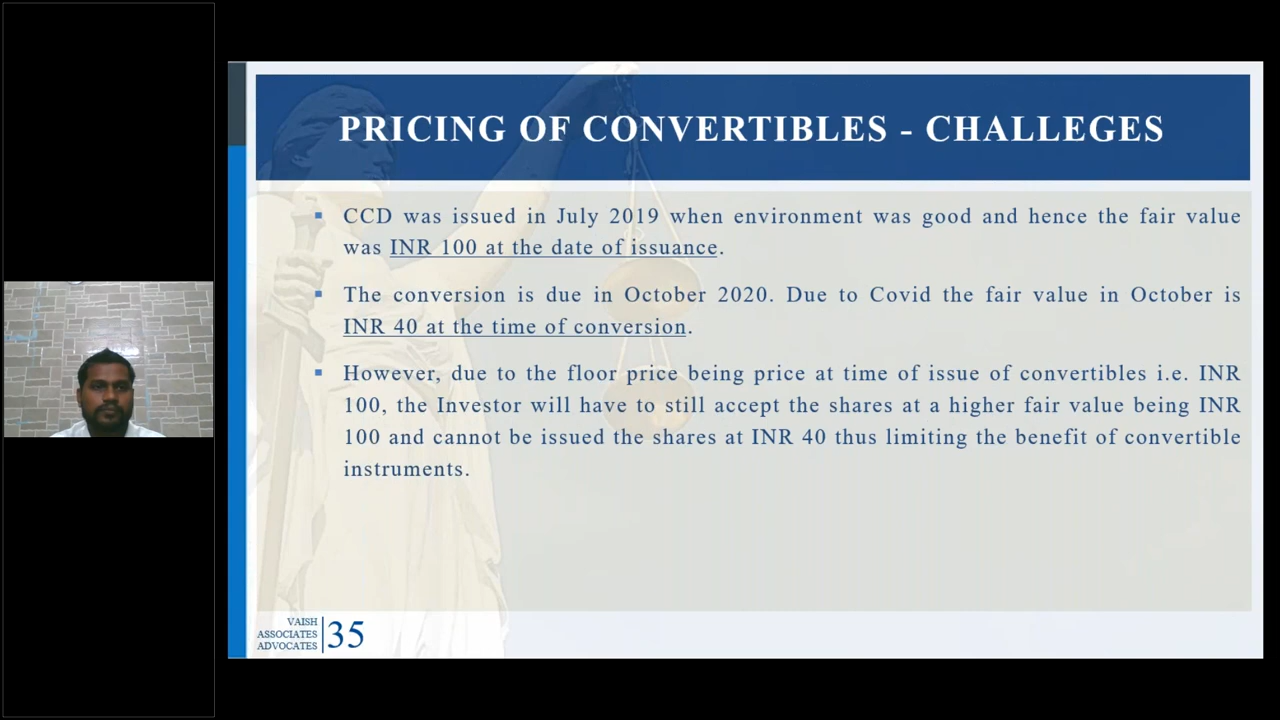 PRICING OF CONVERTIBLES - CHALLEGES
CCD was issued in July 2019 when environment was good and hence the fair value
was INR 100 at the date of issuance.
The conversion is due in October 2020. Due to Covid the fair value in October is
INR 40 at the time of conversion.
However, due to the floor price being price at time of issue of convertibles i.e. INR
100, the Investor will have to still accept the shares at a higher fair value being INR
100 and cannot be issued the shares at INR 40 thus limiting the benefit of convertible
instruments.
VAISH
ASSOCIATES
ADVOCATES
35